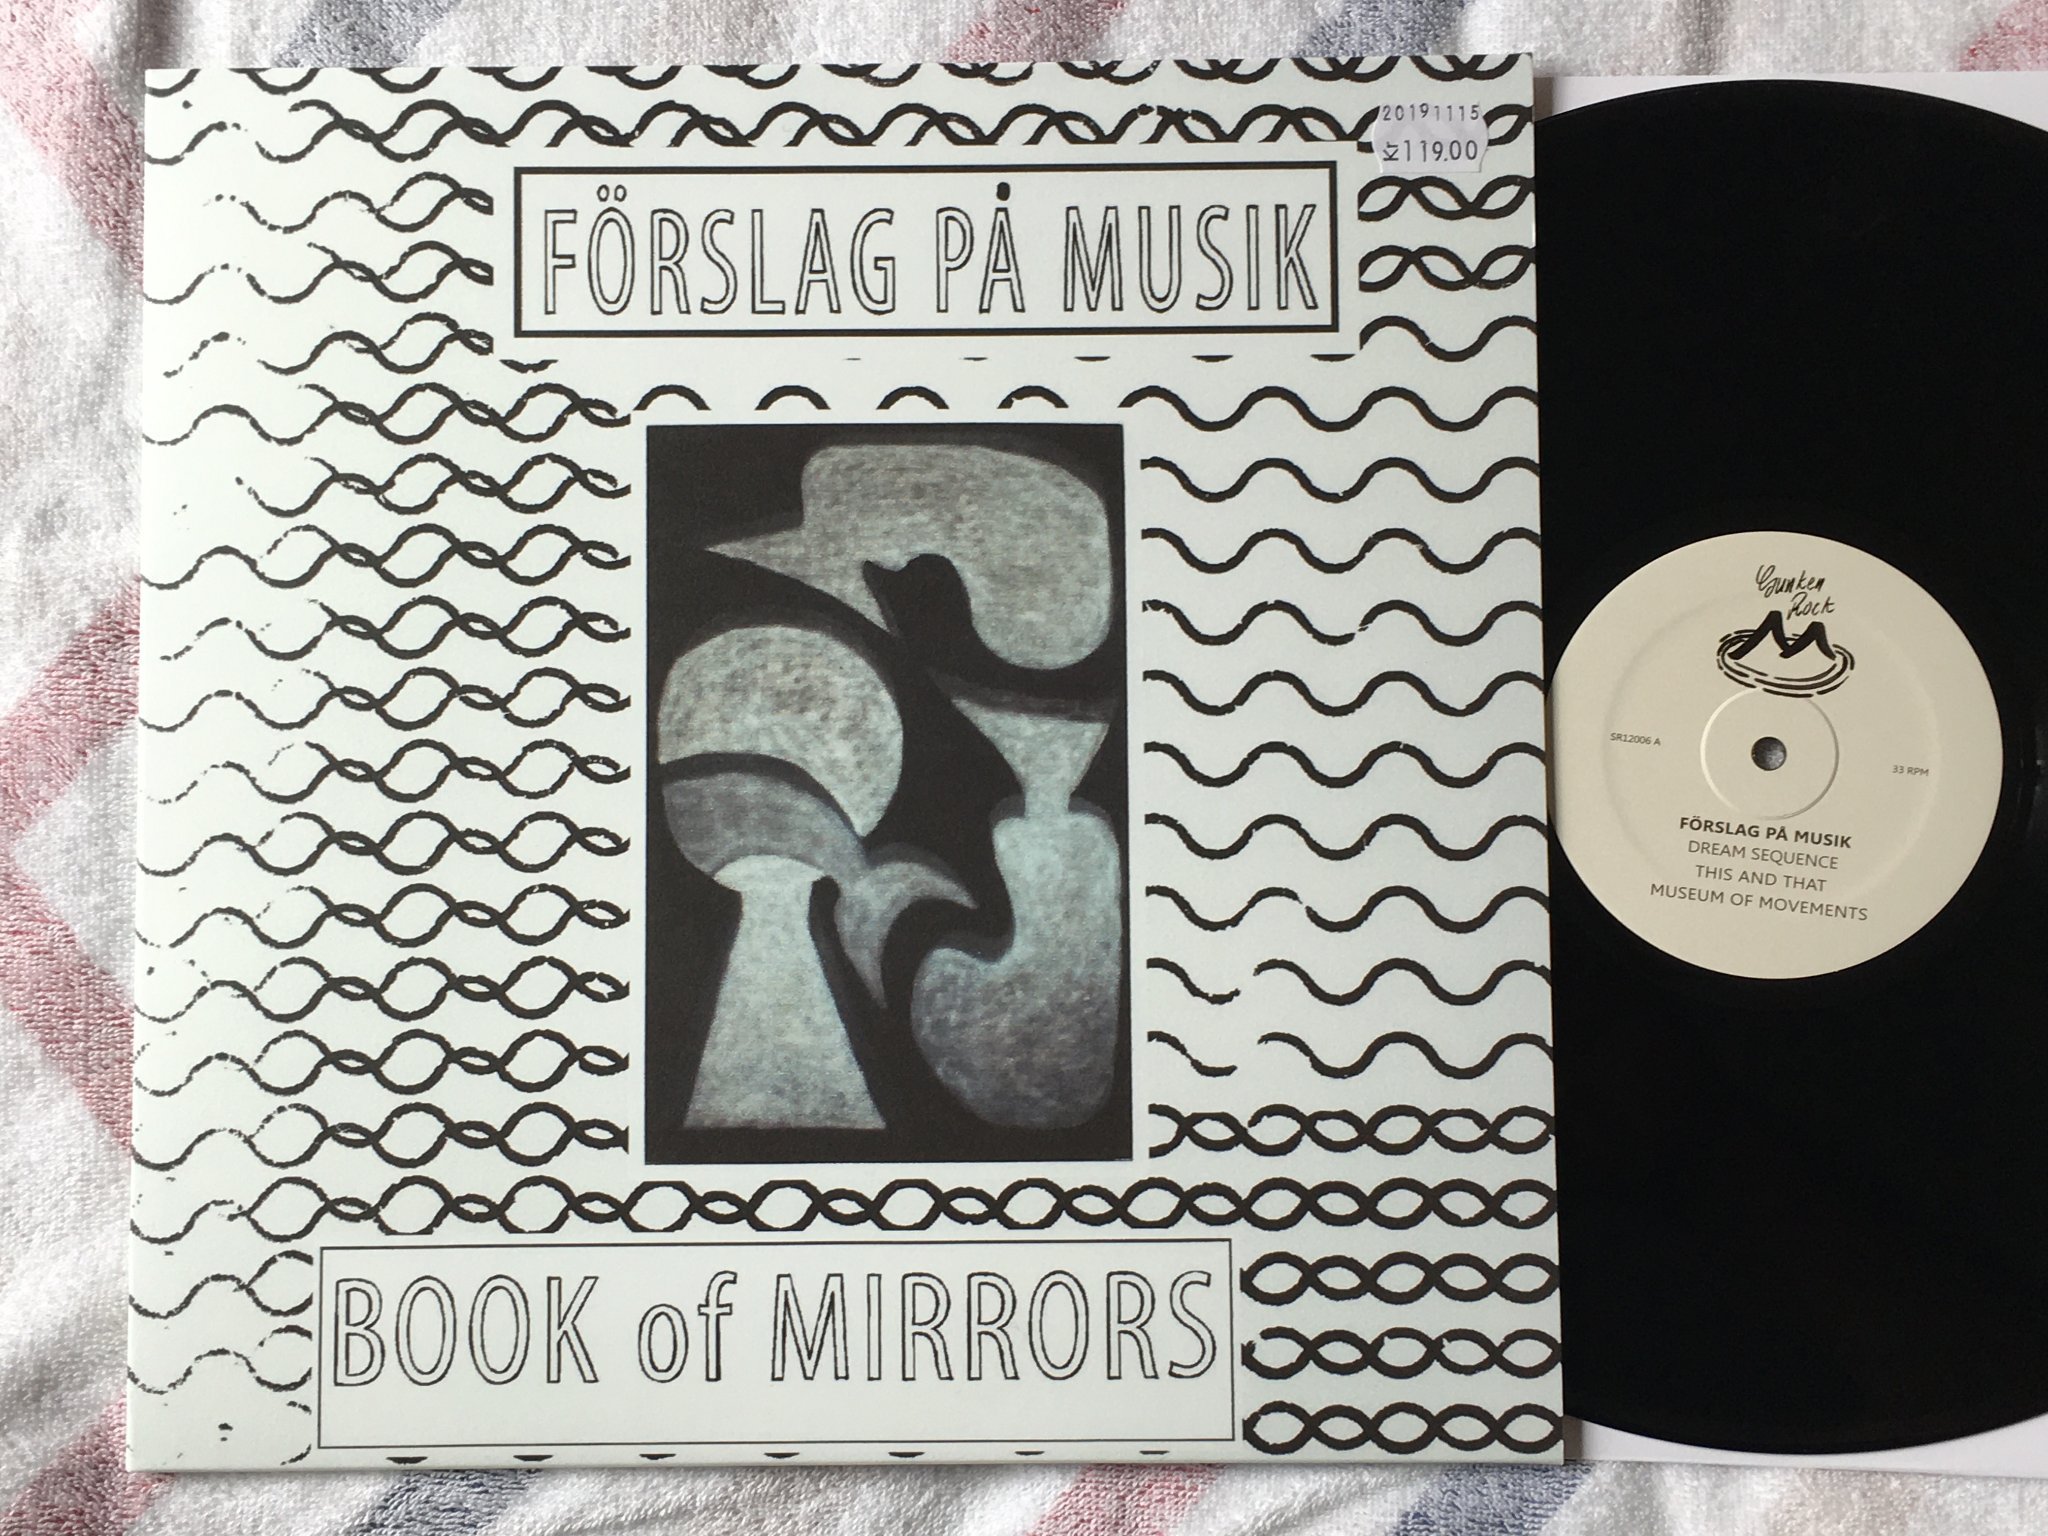 20191115
Kr119.00
FÖRSLAG PÅ MUSIK
BOOK of MIRRORS
Sunken
Rock
SR12006 A
33 RPM
FÖRSLAG PÅ MUSIK
DREAM SEQUENCE
THIS AND THAT
MUSEUM OF MOVEMENTS